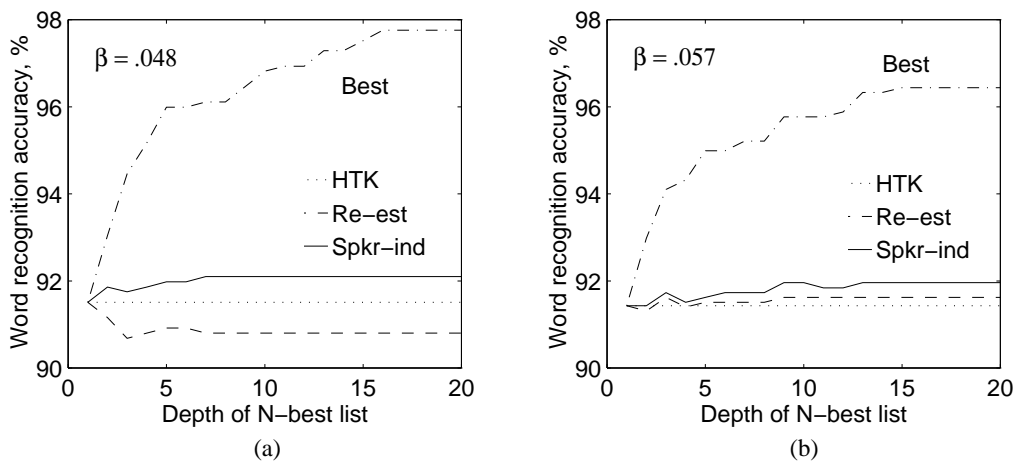 98
96
94
92
90
Word recognition accuracy, %
β = .048
Best
HTK
Re−est
Spkr−ind
0 5 10 15 20
Depth of N−best list
(a)
98
96
94
92
90
Word recognition accuracy, %
β = .057
Best
HTK
Re−est
Spkr−ind
0 5 10 15 20
Depth of N−best list
(b)